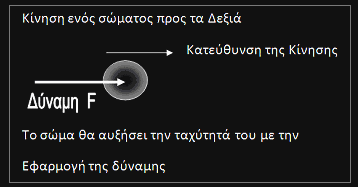 Κίνηση ενός σώματος προς τα Δεξιά
Κατεύθυνση της Κίνησης
Δύναμη F
Το σώμα θα αυξήσει την ταχύτητά του με την
Εφαρμογή της δύναμης